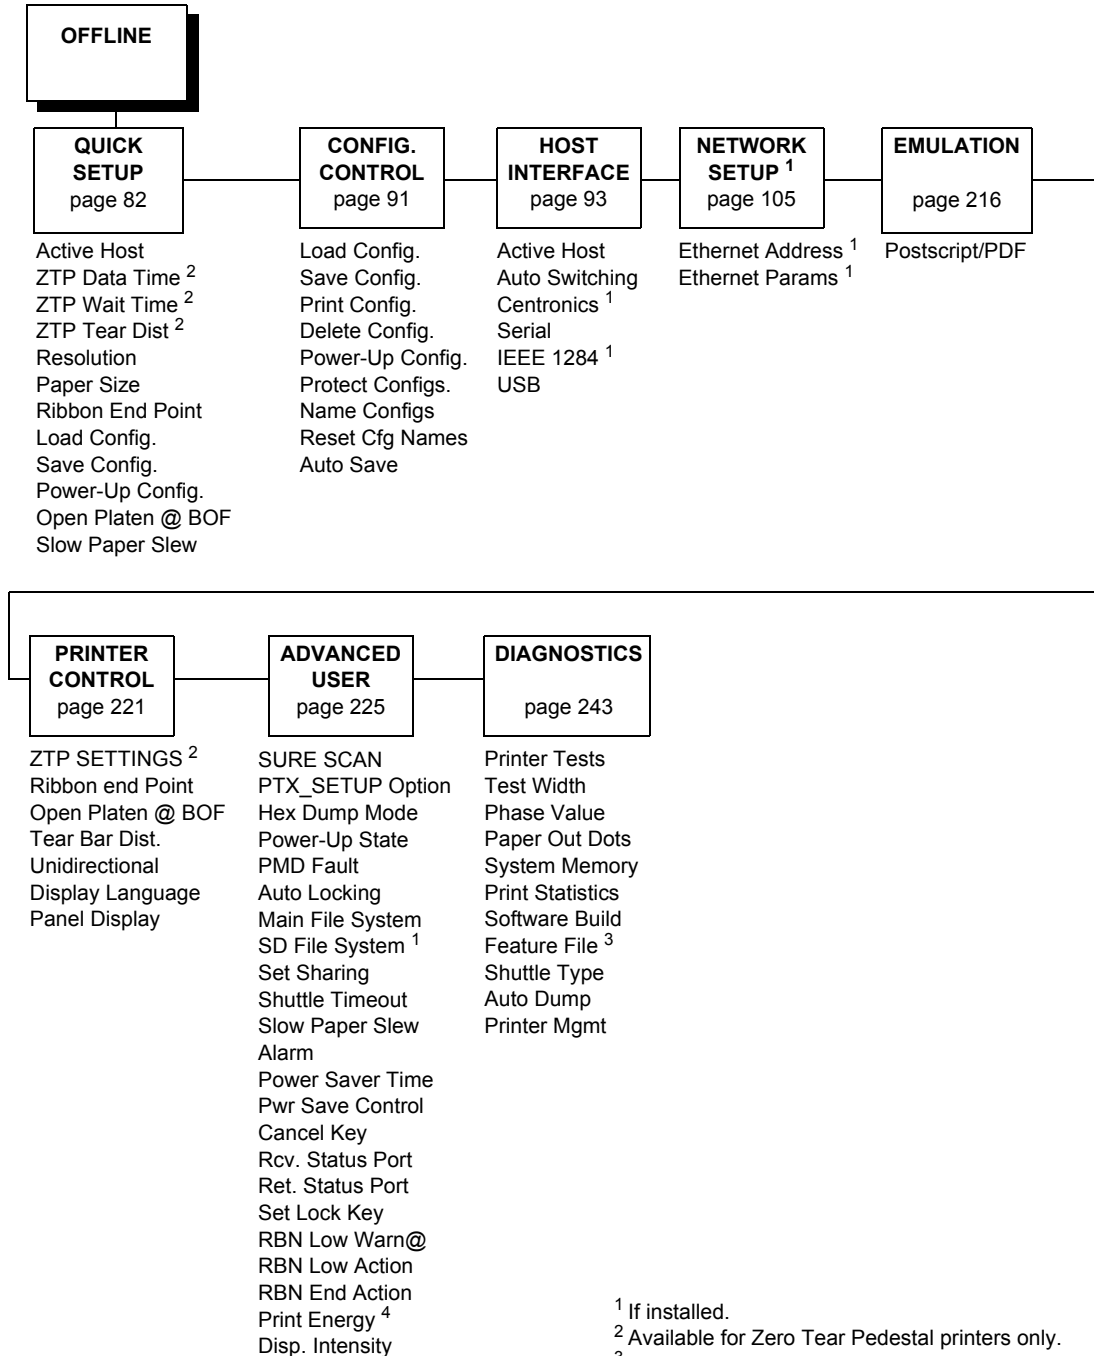 OFFLINE
QUICK
SETUP
page 82
Active Host
ZTP Data Time 2
ZTP Wait Time 2
ZTP Tear Dist 2
Resolution
Paper Size
Ribbon End Point
Load Config.
Save Config.
Power-Up Config.
Open Platen @ BOF
Slow Paper Slew
CONFIG.
CONTROL
page 91
Load Config.
Save Config.
Print Config.
Delete Config.
Power-Up Config.
Protect Configs.
Name Configs
Reset Cfg Names
Auto Save
HOST
INTERFACE
page 93
Active Host
Auto Switching
Centronics 1
Serial
IEEE 1284 1
USB
NETWORK
SETUP 1
page 105
Ethernet Address 1
Ethernet Params 1
EMULATION
page 216
Postscript/PDF
PRINTER
CONTROL
page 221
ZTP SETTINGS 2
Ribbon end Point
Open Platen @ BOF
Tear Bar Dist.
Unidirectional
Display Language
Panel Display
ADVANCED
USER
page 225
SURE SCAN
PTX_SETUP Option
Hex Dump Mode
Power-Up State
PMD Fault
Auto Locking
Main File System
SD File System 1
Set Sharing
Shuttle Timeout
Slow Paper Slew
Alarm
Power Saver Time
Pwr Save Control
Cancel Key
Rcv. Status Port
Ret. Status Port
Set Lock Key
RBN Low Warn@
RBN Low Action
RBN End Action
Print Energy 4
Disp. Intensity
DIAGNOSTICS
page 243
Printer Tests
Test Width
Phase Value
Paper Out Dots
System Memory
Print Statistics
Software Build
Feature File 3
Shuttle Type
Auto Dump
Printer Mgmt
1 If installed.
2 Available for Zero Tear Pedestal printers only.